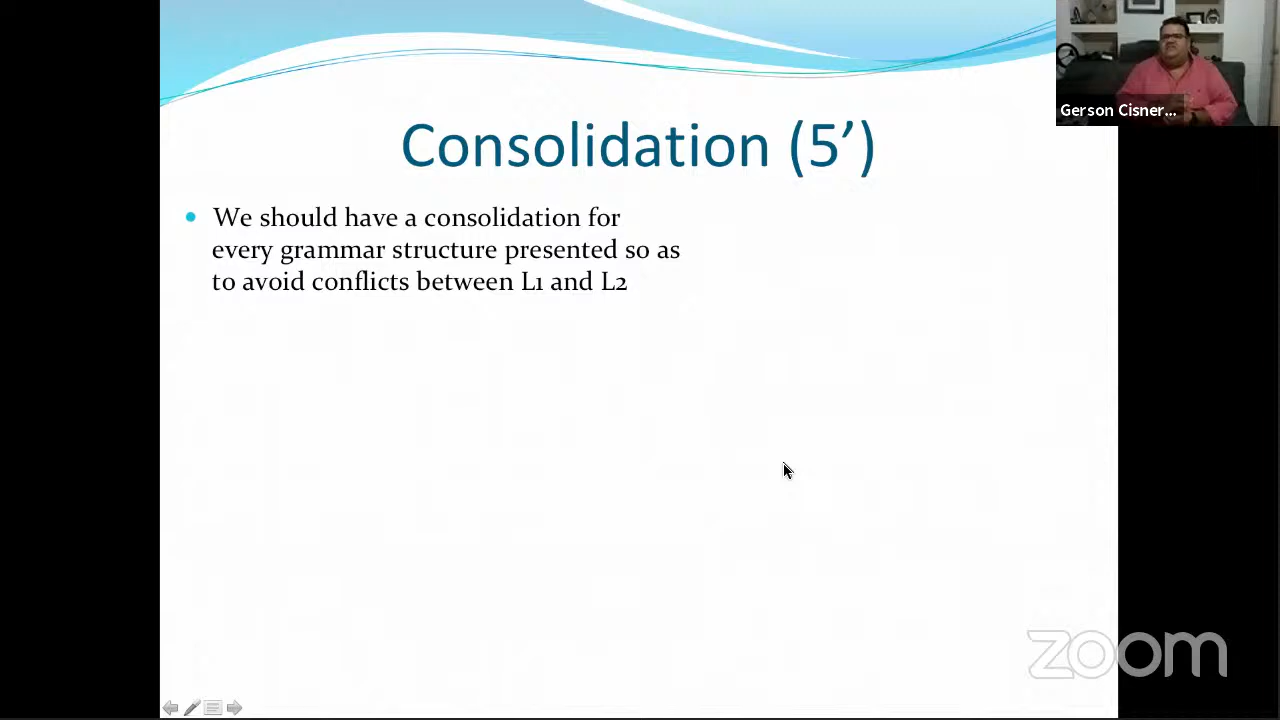 Gerson Cisner...
Consolidation (5’)
We should have a consolidation for
every grammar structure presented so as
to avoid conflicts between L1 and L2
zoom